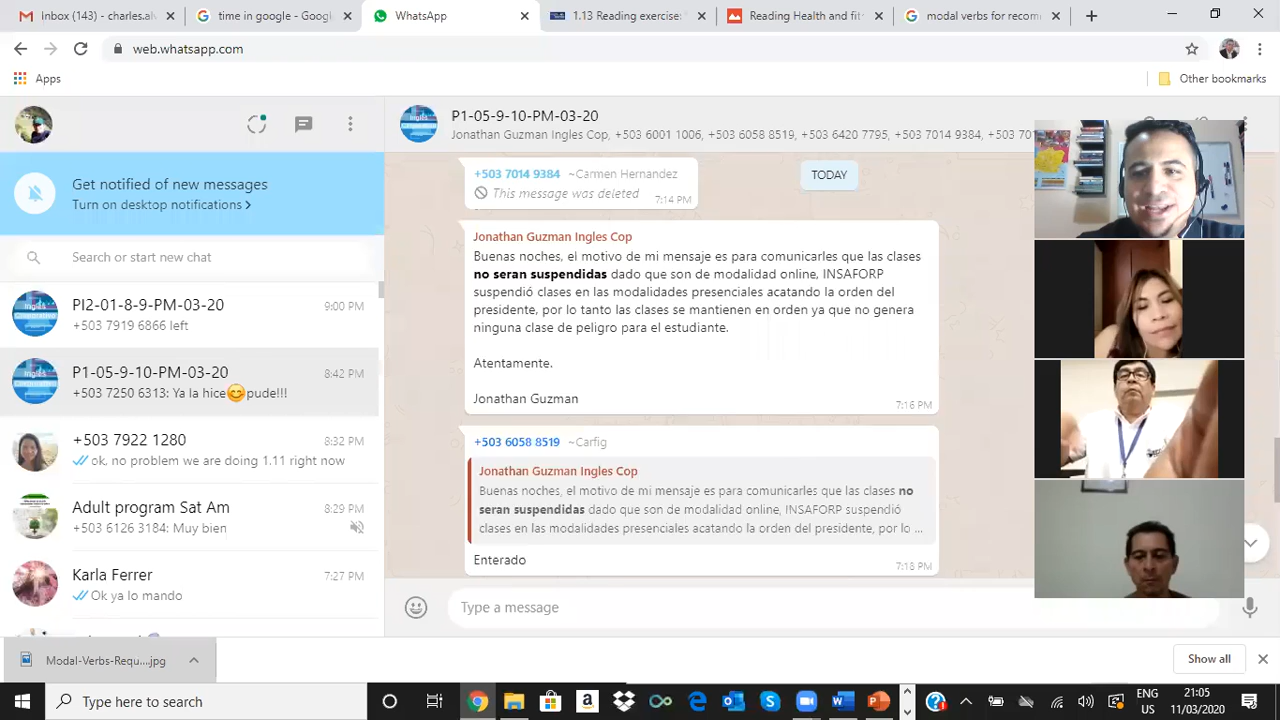 Inbox (143) - charles.al
time in google - Goog
WhatsApp
1.13 Reading exercise
Reading Health and fit
modal verbs for recom
web.whatsapp.com
Apps
Other bookmarks
P1-05-9-10-PM-03-20
Jonathan Guzman Ingles Cop, +503 6001 1006, +503 6058 8519, +503 6420 7795, +503 7014 9384, +503 70
Get notified of new messages
Turn on desktop notifications >
Search or start new chat
PI2-01-8-9-PM-03-20
9:00 PM
+503 7919 6866 left
P1-05-9-10-PM-03-20
8:42 PM
+503 7250 6313: Ya la hice😊pude!!!
+503 7922 1280
8:32 PM
ok, no problem we are doing 1.11 right now
Adult program Sat Am
8:29 PM
+503 6126 3184: Muy bien
Karla Ferrer
7:27 PM
Ok ya lo mando
TODAY
+503 7014 9384 ~Carmen Hernandez
This message was deleted
7:14 PM
Jonathan Guzman Ingles Cop
Buenas noches, el motivo de mi mensaje es para comunicarles que las clases
no seran suspendidas dado que son de modalidad online, INSAFORP
suspendió clases en las modalidades presenciales acatando la orden del
presidente, por lo tanto las clases se mantienen en orden ya que no genera
ninguna clase de peligro para el estudiante.
Atentamente.
Jonathan Guzman
7:16 PM
+503 6058 8519 ~Carfig
Jonathan Guzman Ingles Cop
Buenas noches, el motivo de mi mensaje es para comunicarles que las clases no
seran suspendidas dado que son de modalidad online, INSAFORP suspendió
clases en las modalidades presenciales acatando la orden del presidente, por lo ...
Enterado
7:18 PM
Type a message
Modal-Verbs-Requ....jpg
Show all
Type here to search
ENG
US
21:05
11/03/2020